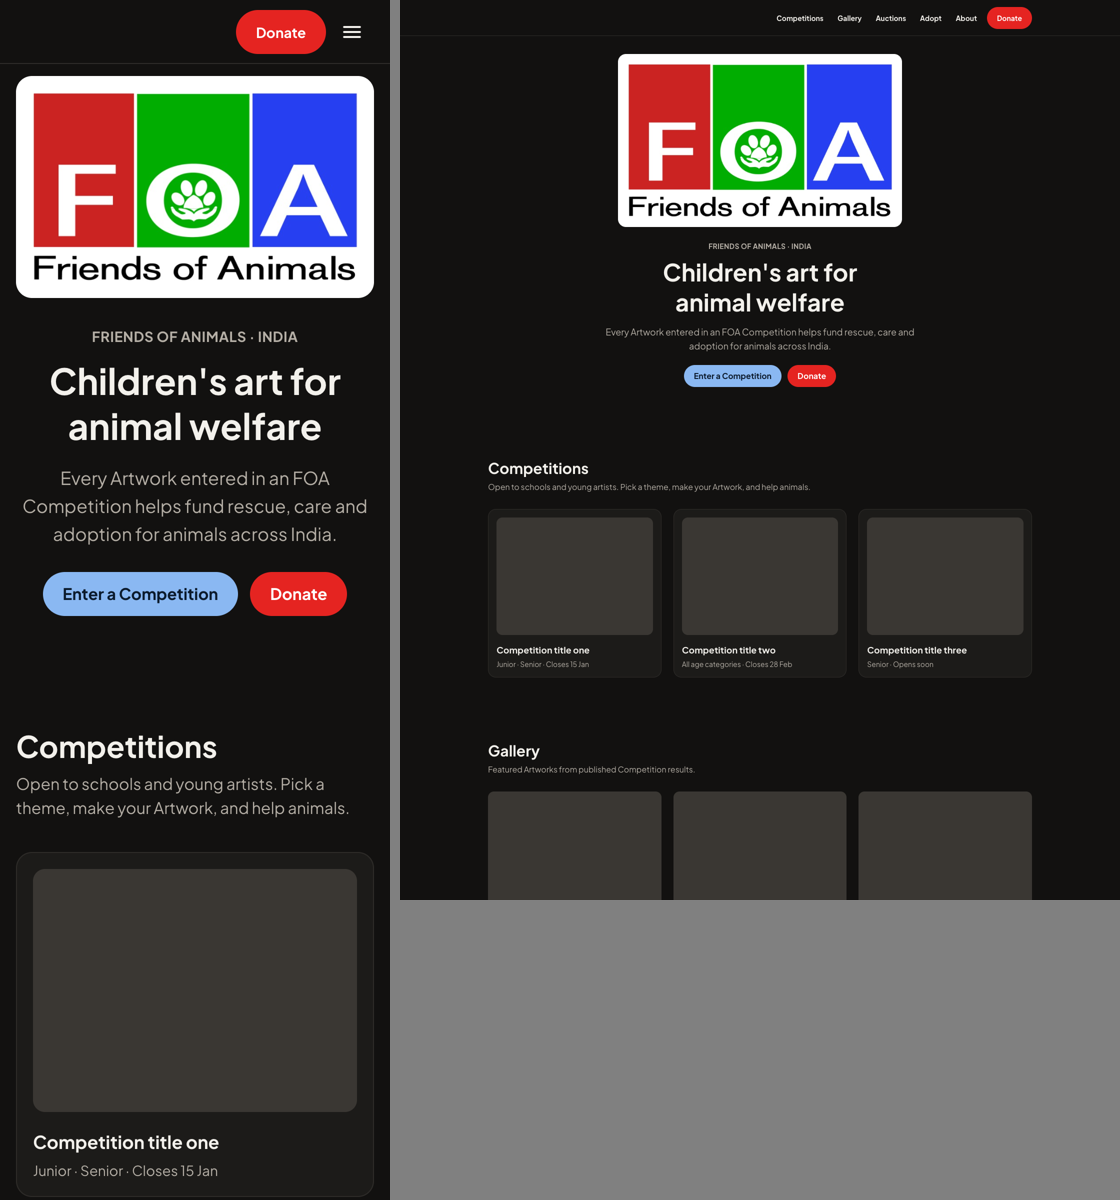 Donate
F O A
Friends of Animals
FRIENDS OF ANIMALS · INDIA
Children's art for
animal welfare
Every Artwork entered in an FOA
Competition helps fund rescue, care and
adoption for animals across India.
Enter a Competition
Donate
Competitions
Open to schools and young artists. Pick a
theme, make your Artwork, and help animals.
Competition title one
Junior · Senior · Closes 15 Jan
Competitions
Gallery
Auctions
Adopt
About
Donate
F O A
Friends of Animals
FRIENDS OF ANIMALS · INDIA
Children's art for
animal welfare
Every Artwork entered in an FOA Competition helps fund rescue, care and
adoption for animals across India.
Enter a Competition
Donate
Competitions
Open to schools and young artists. Pick a theme, make your Artwork, and help animals.
Competition title one
Junior · Senior · Closes 15 Jan
Competition title two
All age categories · Closes 28 Feb
Competition title three
Senior · Opens soon
Gallery
Featured Artworks from published Competition results.